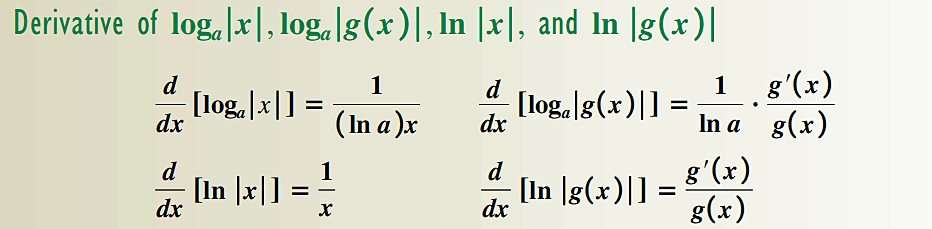 Derivative of logₐ|x|, logₐ|g(x)|, ln |x|, and ln |g(x)|
d/dx [logₐ|x|] = 1/((ln a)x)    d/dx [logₐ|g(x)|] = 1/(ln a) · g′(x)/g(x)
d/dx [ln |x|] = 1/x    d/dx [ln |g(x)|] = g′(x)/g(x)